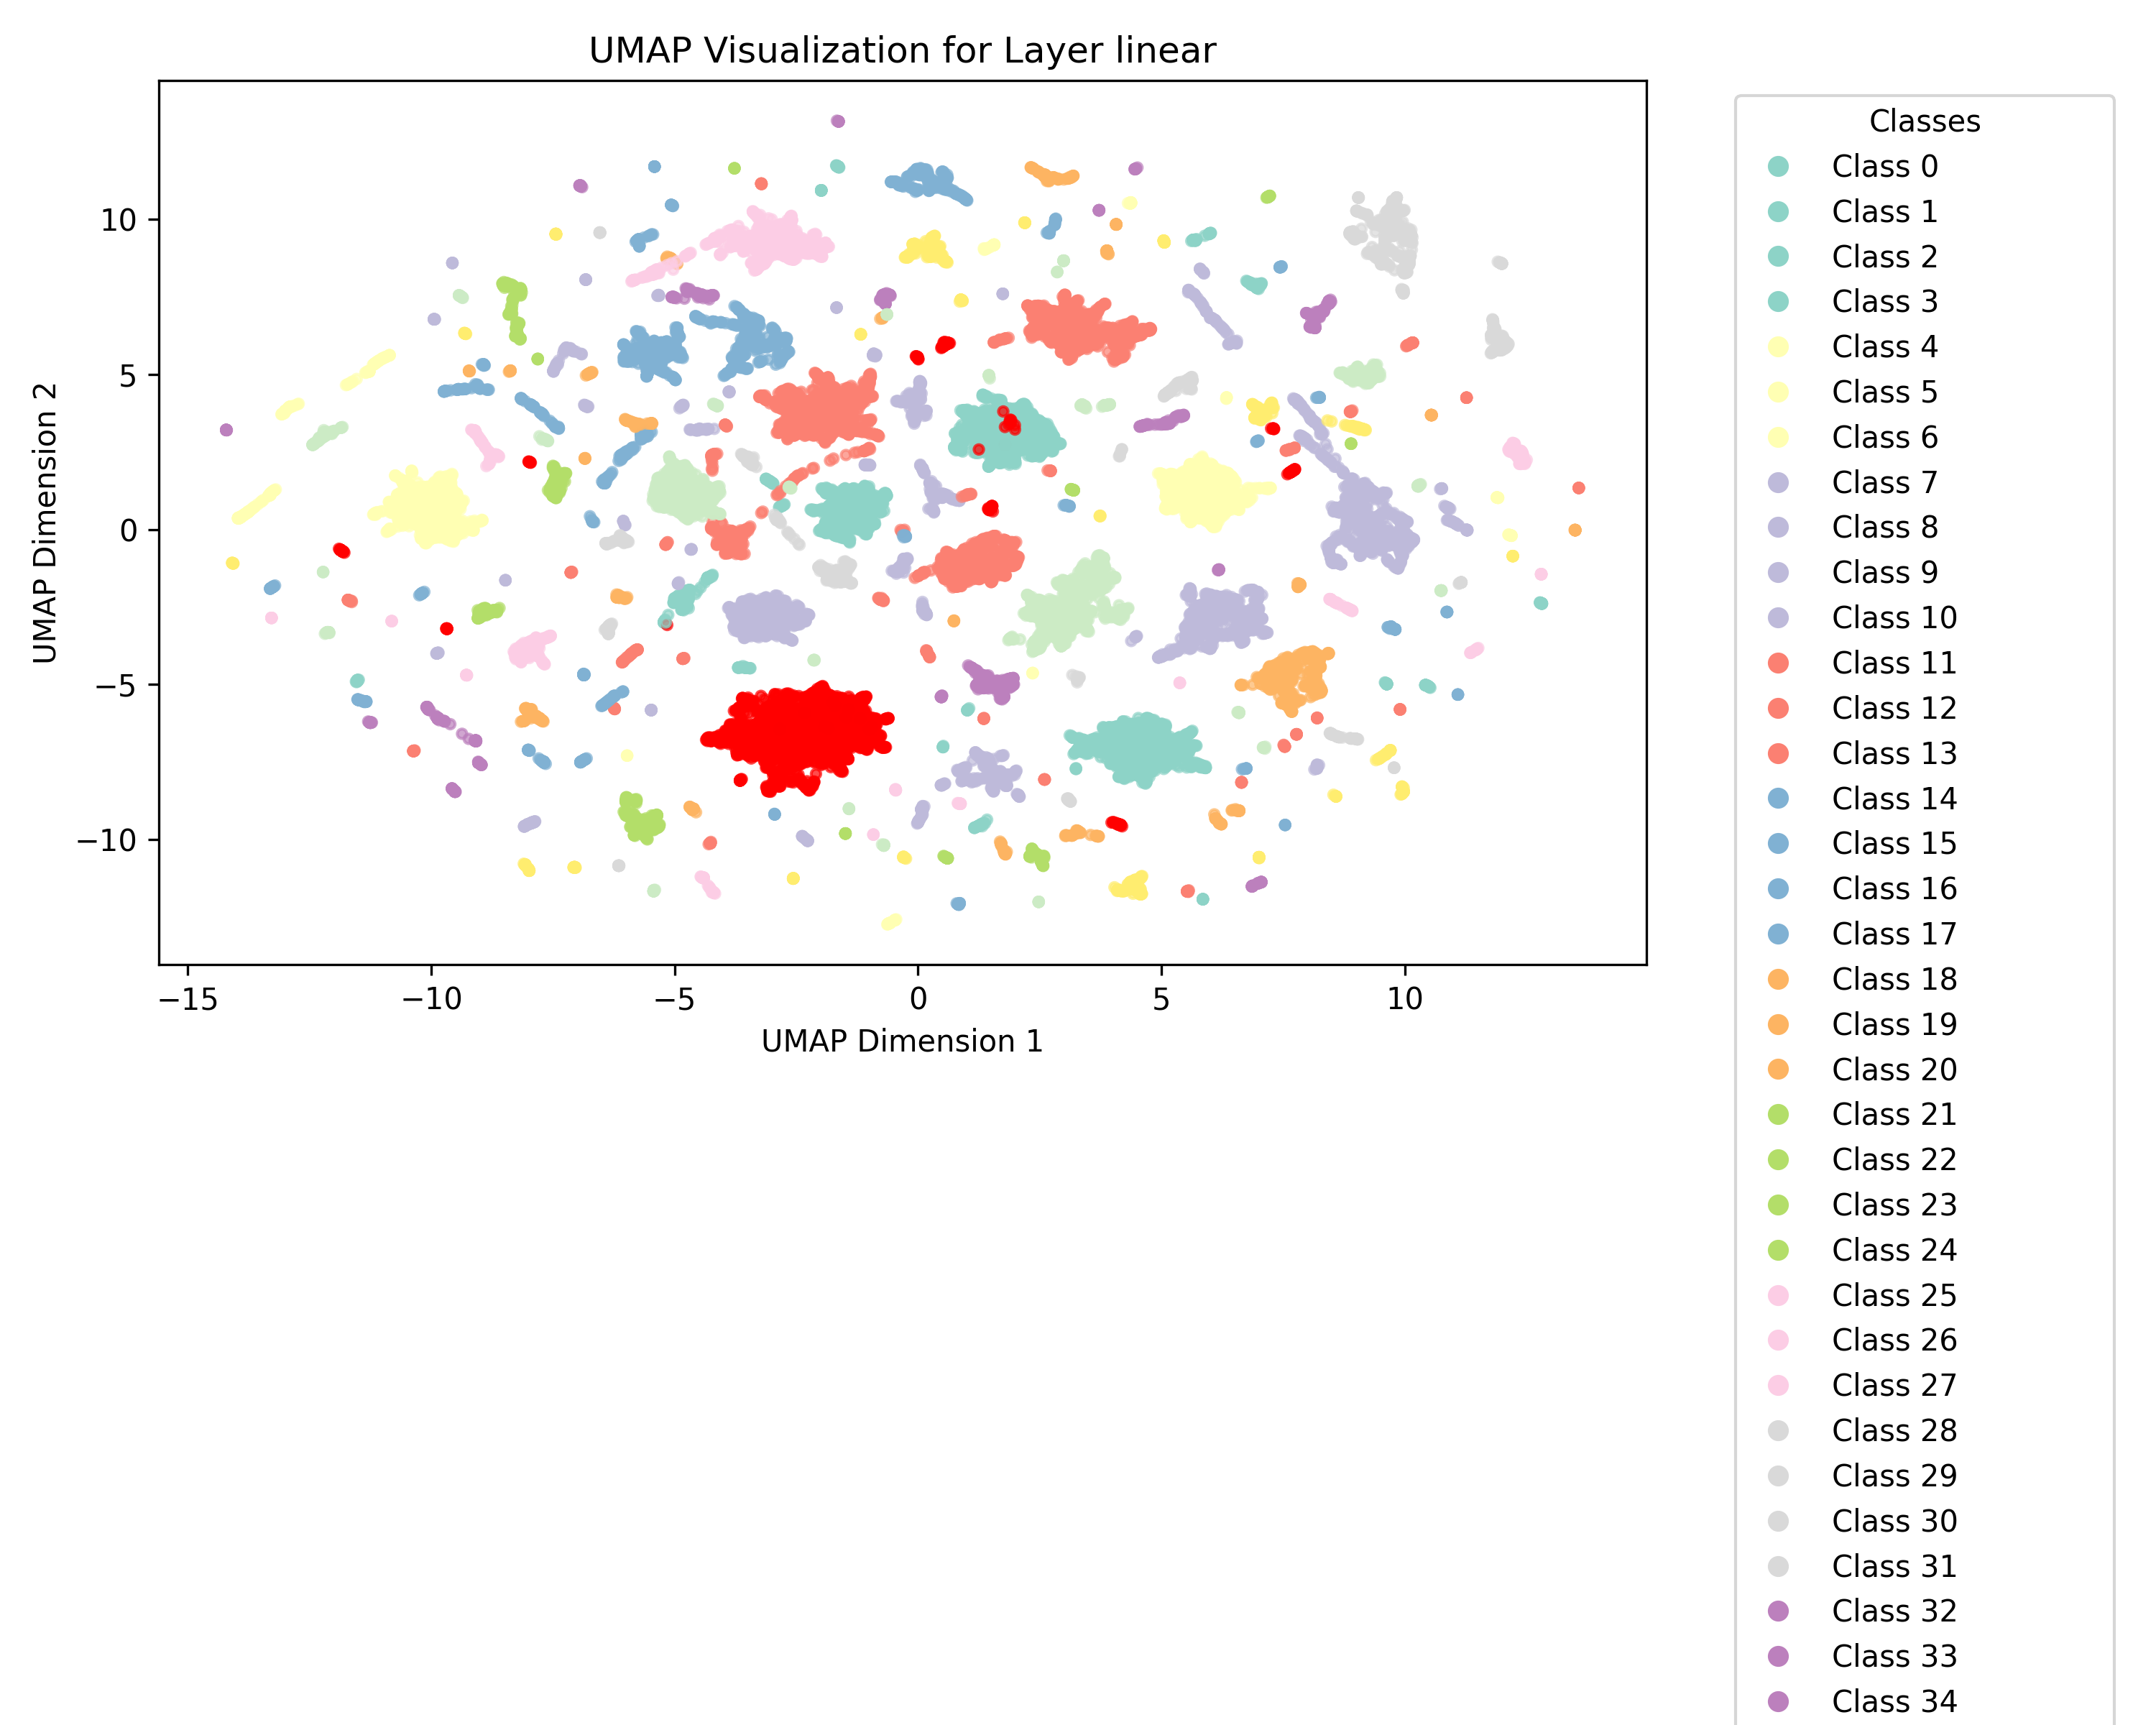 UMAP Visualization for Layer linear
10
5
0
−5
−10
UMAP Dimension 2
−15
−10
−5
0
5
10
UMAP Dimension 1
Classes
Class 0
Class 1
Class 2
Class 3
Class 4
Class 5
Class 6
Class 7
Class 8
Class 9
Class 10
Class 11
Class 12
Class 13
Class 14
Class 15
Class 16
Class 17
Class 18
Class 19
Class 20
Class 21
Class 22
Class 23
Class 24
Class 25
Class 26
Class 27
Class 28
Class 29
Class 30
Class 31
Class 32
Class 33
Class 34